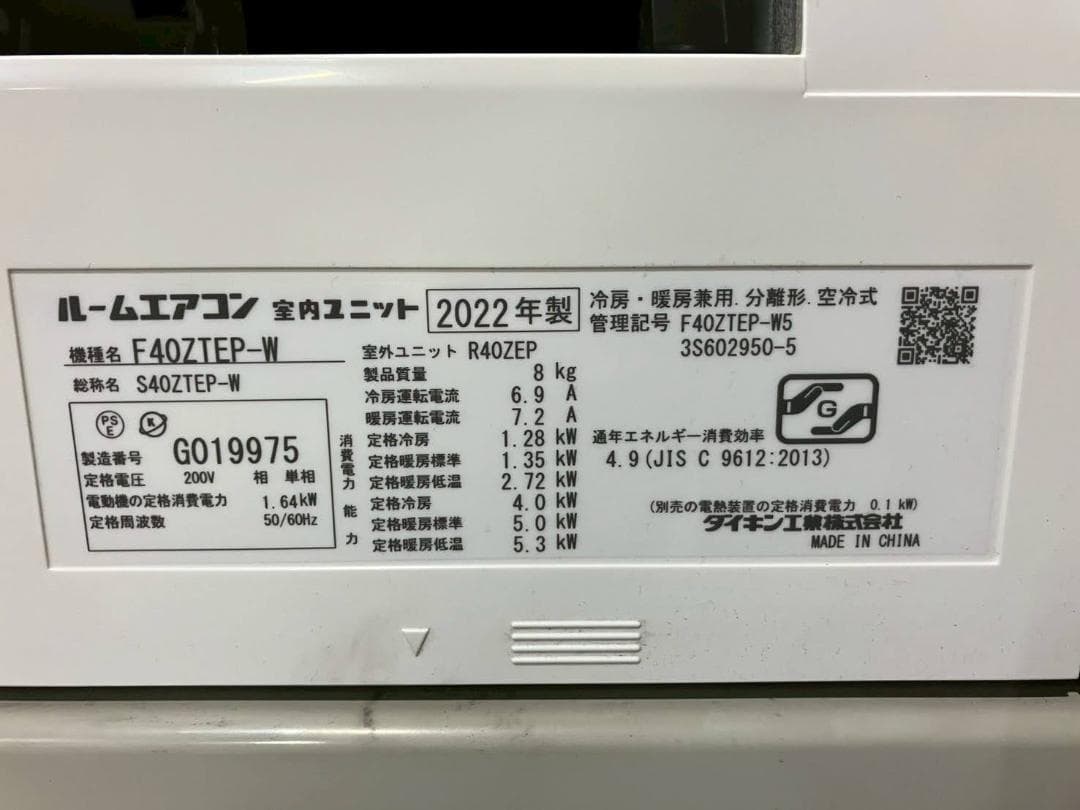 ルームエアコン 室内ユニット 2022年製
機種名 F40ZTEP-W
総称名 S40ZTEP-W
PS
E
K
製造番号 G019975
定格電圧 200V 相 単相
電動機の定格消費電力 1.64kW
定格周波数 50/60Hz
室外ユニット R40ZEP
製品質量 8 kg
冷房運転電流 6.9 A
暖房運転電流 7.2 A
消費電力 定格冷房 1.28 kW
定格暖房標準 1.35 kW
定格暖房低温 2.72 kW
能力 定格冷房 4.0 kW
定格暖房標準 5.0 kW
定格暖房低温 5.3 kW
冷房・暖房兼用.分離形.空冷式
管理記号 F40ZTEP-W5
3S602950-5
G
通年エネルギー消費効率
4.9(JIS C 9612:2013)
(別売の電熱装置の定格消費電力 0.1 kW)
ダイキン工業株式会社
MADE IN CHINA